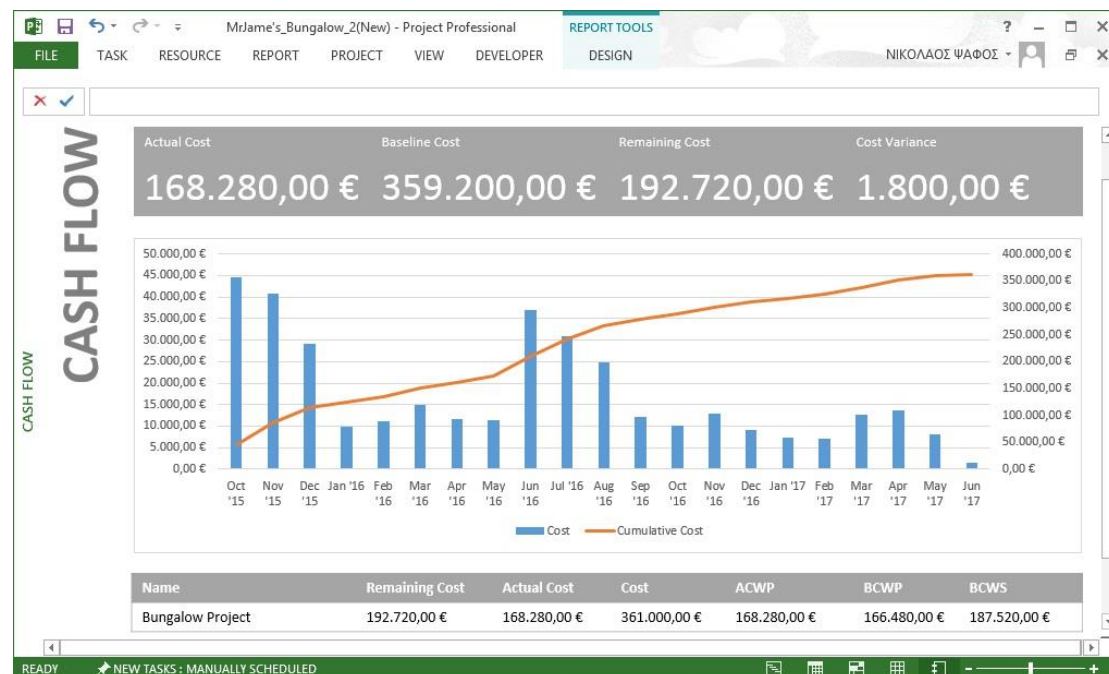 MrJame's_Bungalow_2(New) - Project Professional
REPORT TOOLS
FILE TASK RESOURCE REPORT PROJECT VIEW DEVELOPER DESIGN
ΝΙΚΟΛΑΟΣ ΨΑΦΟΣ
CASH FLOW
CASH FLOW
Actual Cost Baseline Cost Remaining Cost Cost Variance
168.280,00 € 359.200,00 € 192.720,00 € 1.800,00 €
50.000,00 € 400.000,00 €
45.000,00 € 350.000,00 €
40.000,00 € 300.000,00 €
35.000,00 €
30.000,00 € 250.000,00 €
25.000,00 € 200.000,00 €
20.000,00 € 150.000,00 €
15.000,00 €
10.000,00 € 100.000,00 €
5.000,00 € 50.000,00 €
0,00 € 0,00 €
Oct '15 Nov '15 Dec '15 Jan '16 Feb '16 Mar '16 Apr '16 May '16 Jun '16 Jul '16 Aug '16 Sep '16 Oct '16 Nov '16 Dec '16 Jan '17 Feb '17 Mar '17 Apr '17 May '17 Jun '17
Cost Cumulative Cost
Name Remaining Cost Actual Cost Cost ACWP BCWP BCWS
Bungalow Project 192.720,00 € 168.280,00 € 361.000,00 € 168.280,00 € 166.480,00 € 187.520,00 €
READY NEW TASKS : MANUALLY SCHEDULED